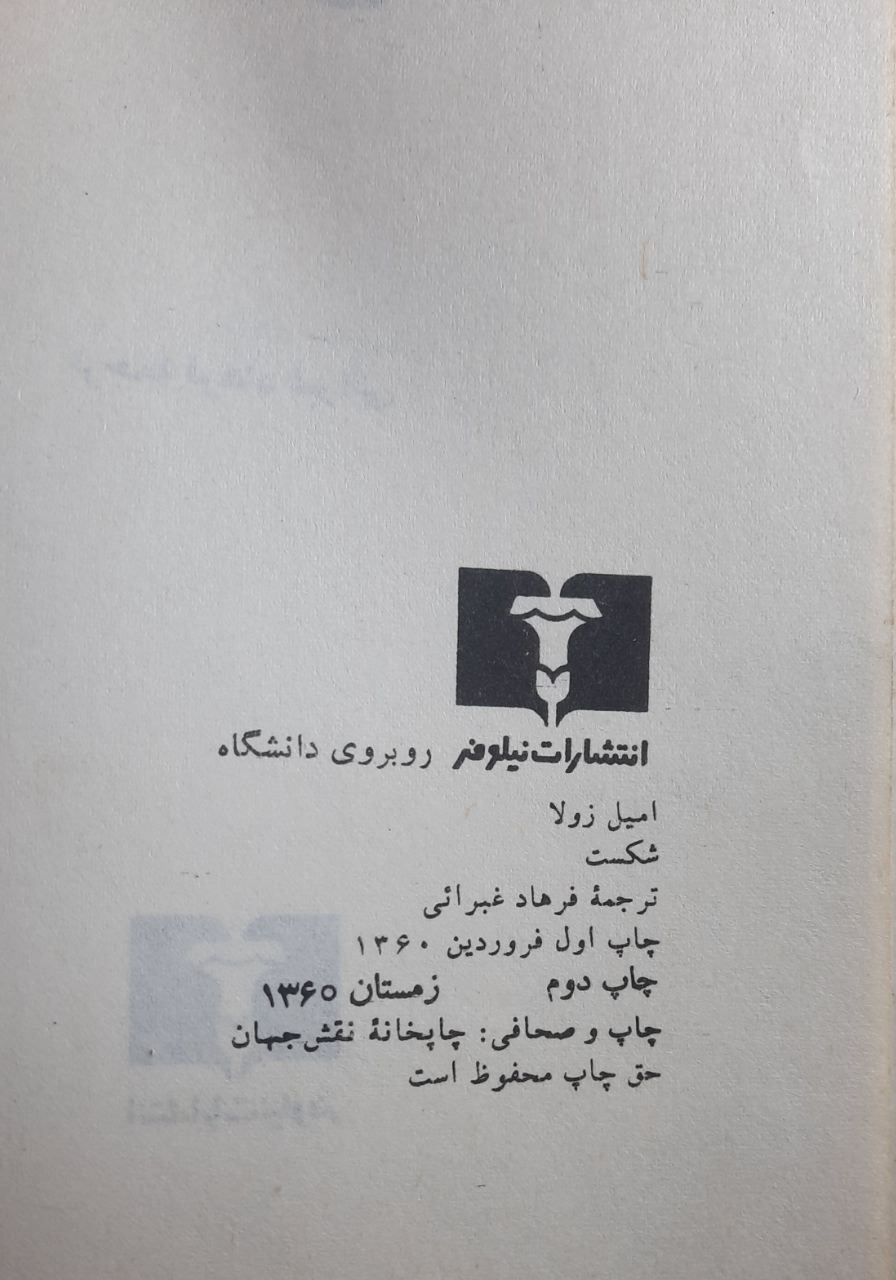 انتشارات نیلوفر روبروی دانشگاه
امیل زولا
شکست
ترجمهٔ فرهاد غبرائی
چاپ اول فروردین ۱۳۶۰
چاپ دوم زمستان ۱۳۶۰
چاپ و صحافی: چاپخانهٔ نقش‌جهان
حق چاپ محفوظ است